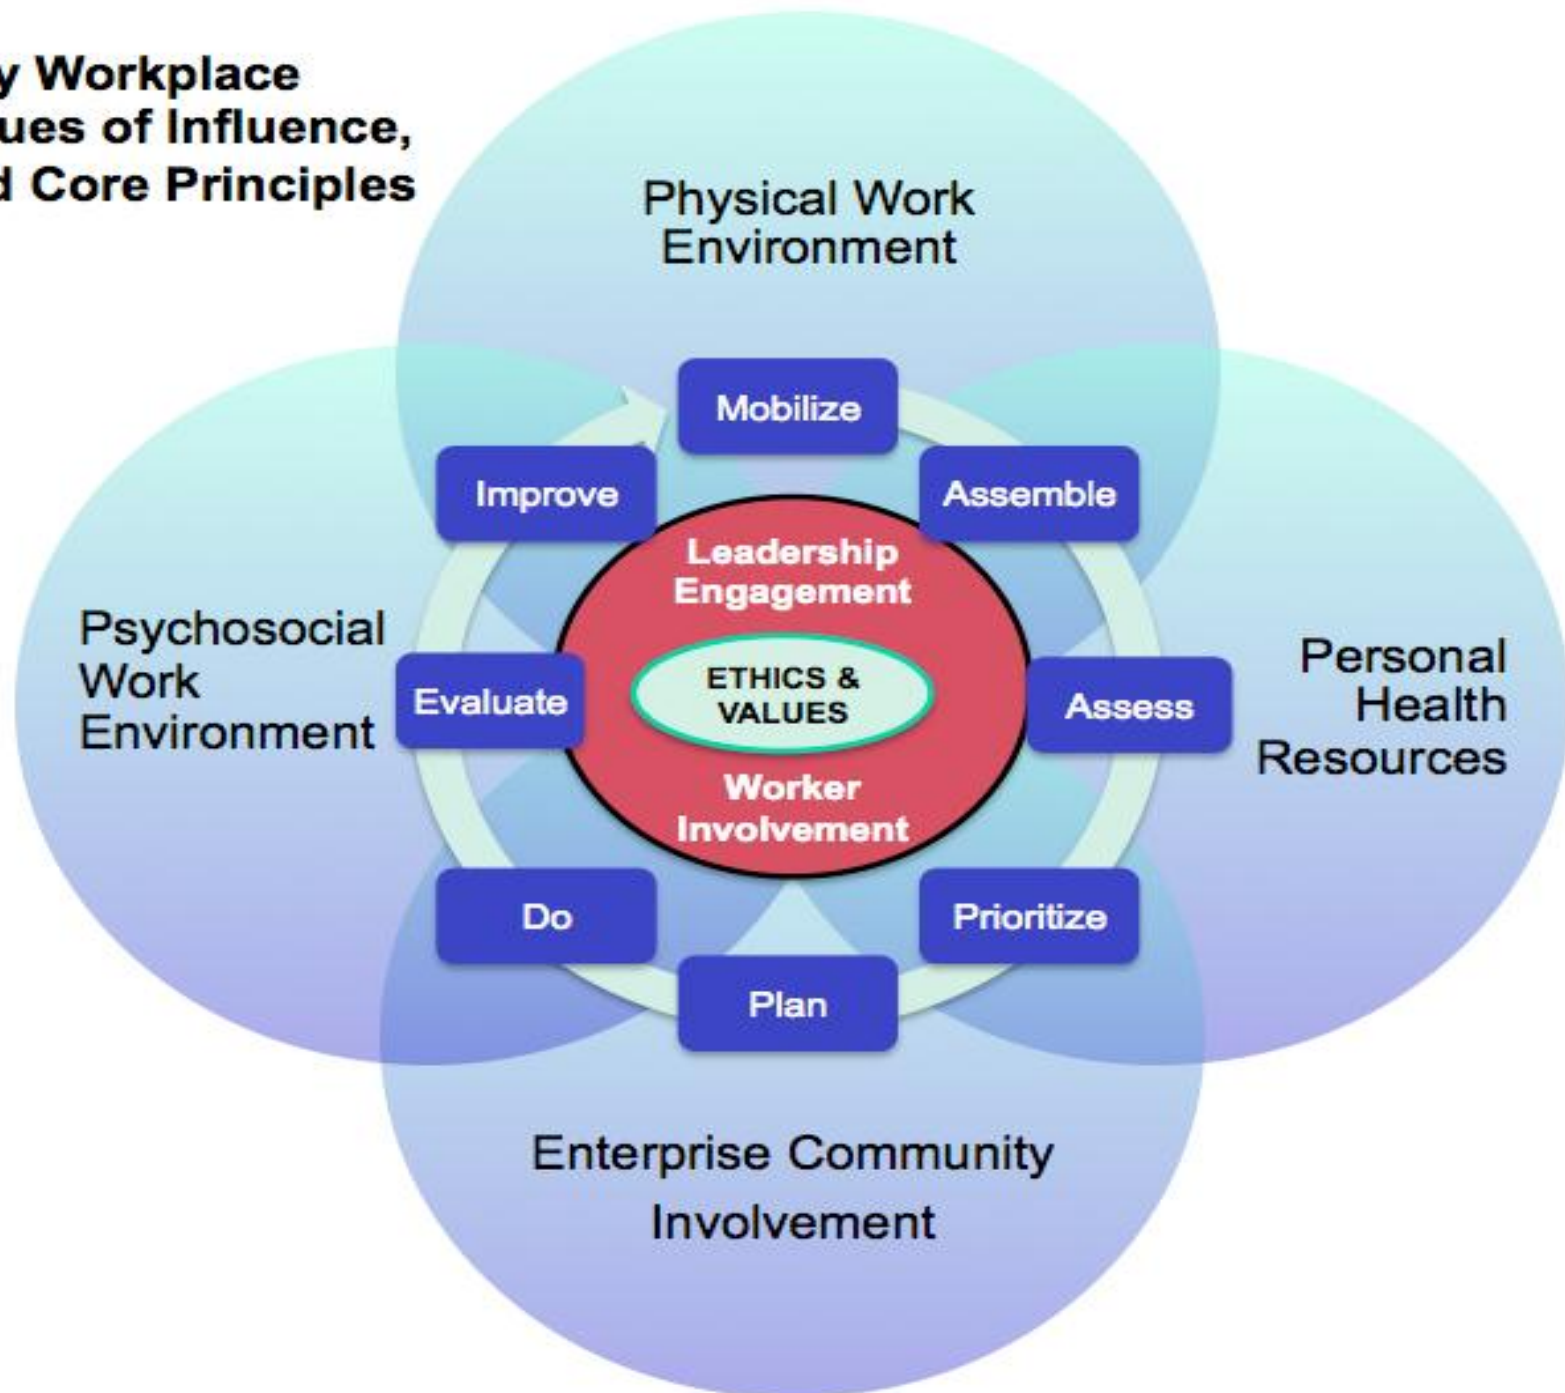 y Workplace
ues of Influence,
d Core Principles
Physical Work
Environment
Mobilize
Improve
Assemble
Leadership
Engagement
Psychosocial
Work
Environment
Evaluate
ETHICS &
VALUES
Assess
Personal
Health
Resources
Worker
Involvement
Do
Prioritize
Plan
Enterprise Community
Involvement